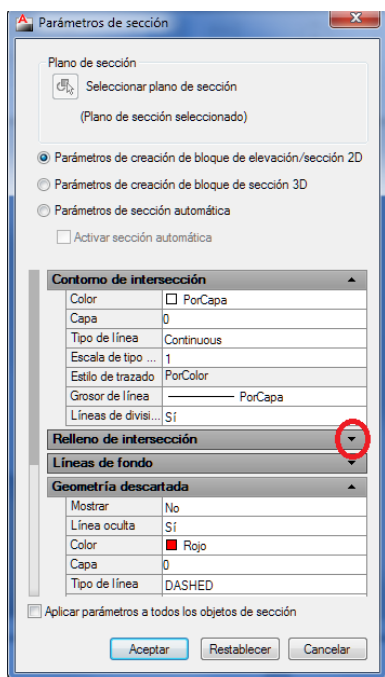 Parámetros de sección
Plano de sección
Seleccionar plano de sección
(Plano de sección seleccionado)
Parámetros de creación de bloque de elevación/sección 2D
Parámetros de creación de bloque de sección 3D
Parámetros de sección automática
Activar sección automática
Contorno de intersección
Color PorCapa
Capa 0
Tipo de línea Continuous
Escala de tipo ... 1
Estilo de trazado PorColor
Grosor de línea PorCapa
Líneas de divisi... Sí
Relleno de intersección
Líneas de fondo
Geometría descartada
Mostrar No
Línea oculta Sí
Color Rojo
Capa 0
Tipo de línea DASHED
Aplicar parámetros a todos los objetos de sección
Aceptar Restablecer Cancelar